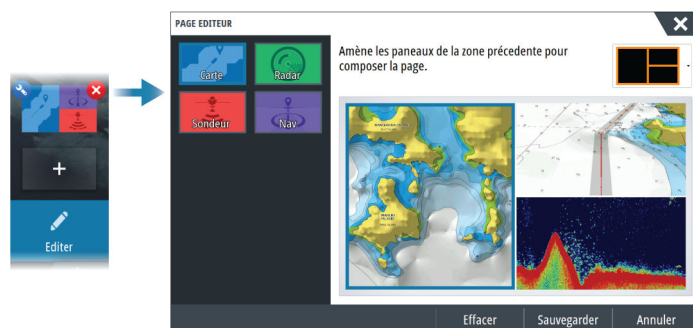 PAGE EDITEUR
Amène les paneaux de la zone précedente pour
composer la page.
Carte
Radar
Sondeur
Nav
+
Editer
Effacer
Sauvegarder
Annuler